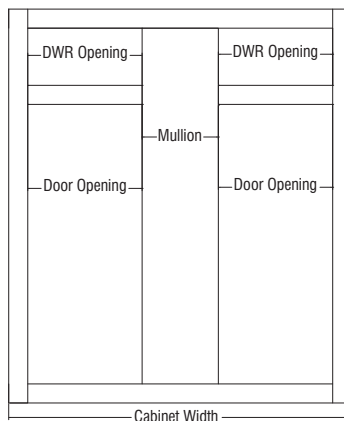 DWR Opening
DWR Opening
Mullion
Door Opening
Door Opening
Cabinet Width